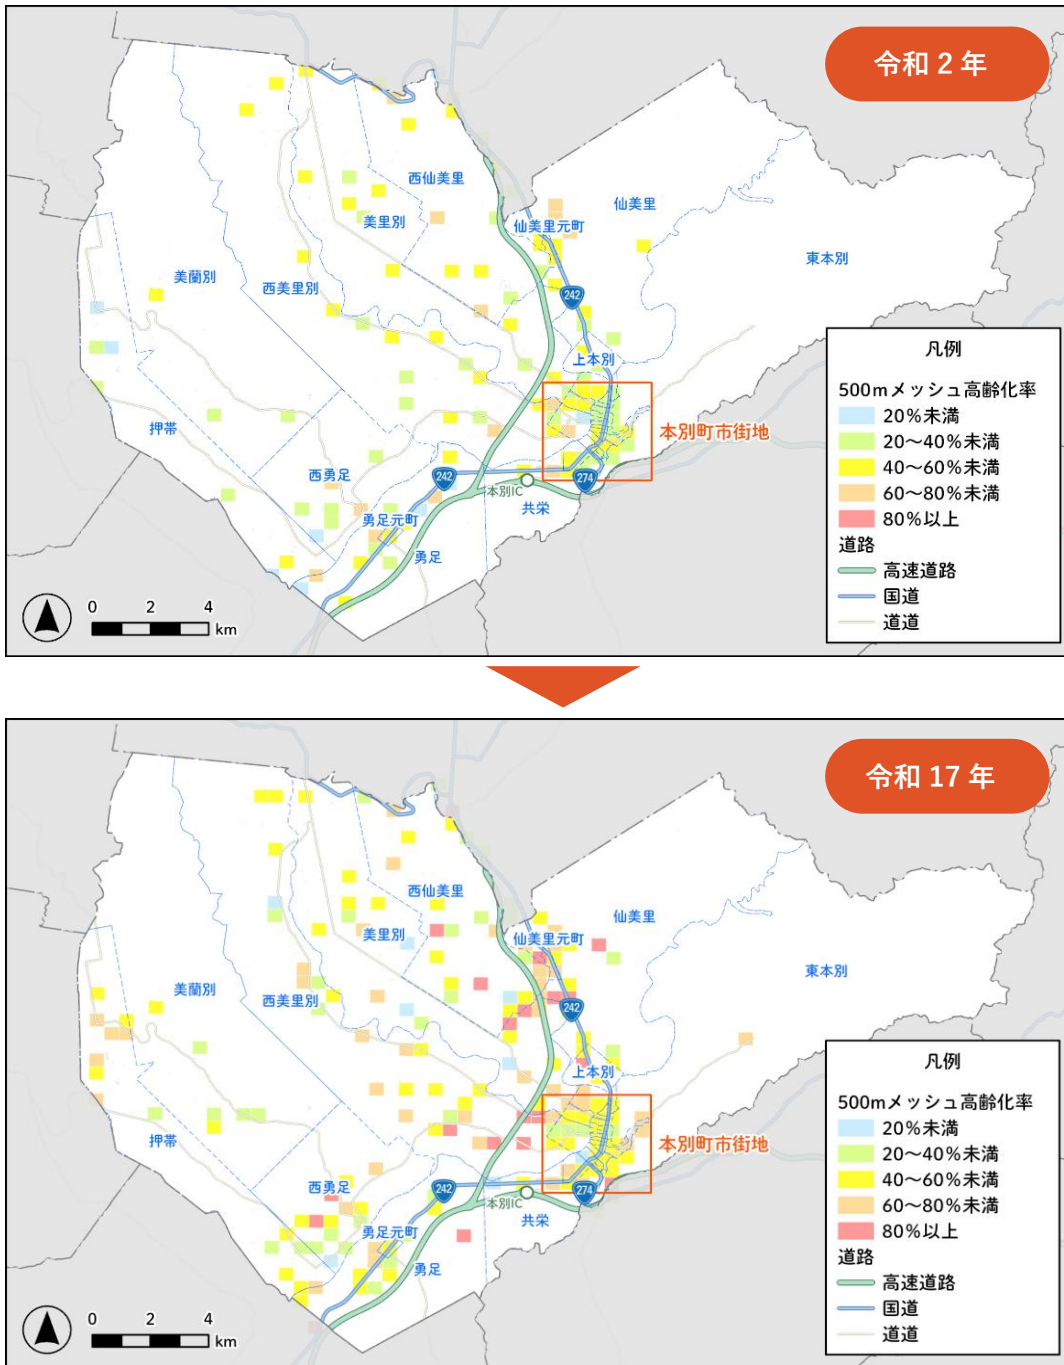 令和２年
西仙美里
仙美里
仙美里元町
美里別
東本別
美蘭別
西美里別
242
凡例
500mメッシュ高齢化率
20％未満
20～40％未満
40～60％未満
60～80％未満
80％以上
道路
高速道路
国道
道道
上本別
本別町市街地
押帯
西勇足
242
274
本別IC
共栄
勇足元町
勇足
0 2 4
km
令和 17 年
西仙美里
仙美里
仙美里元町
美里別
東本別
美蘭別
西美里別
242
凡例
500mメッシュ高齢化率
20％未満
20～40％未満
40～60％未満
60～80％未満
80％以上
道路
高速道路
国道
道道
上本別
本別町市街地
押帯
西勇足
242
274
本別IC
共栄
勇足元町
勇足
0 2 4
km